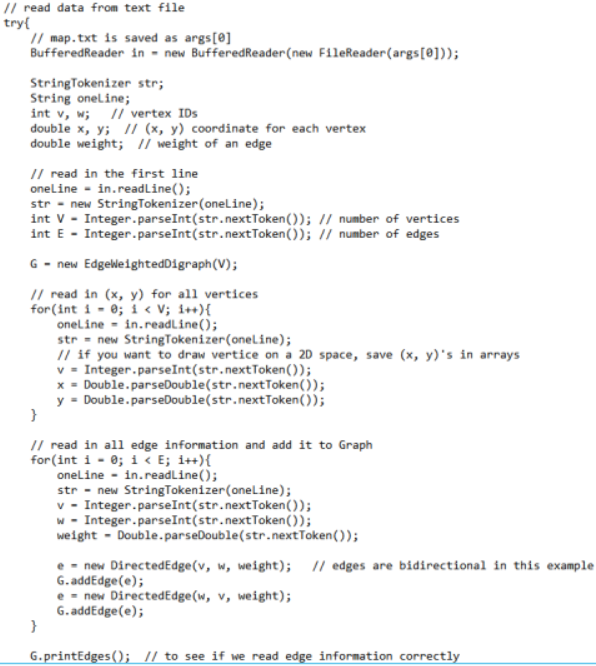 // read data from text file
try{
    // map.txt is saved as args[0]
    BufferedReader in = new BufferedReader(new FileReader(args[0]));

    StringTokenizer str;
    String oneLine;
    int v, w;   // vertex IDs
    double x, y;  // (x, y) coordinate for each vertex
    double weight;  // weight of an edge

    // read in the first line
    oneLine = in.readLine();
    str = new StringTokenizer(oneLine);
    int V = Integer.parseInt(str.nextToken()); // number of vertices
    int E = Integer.parseInt(str.nextToken()); // number of edges

    G = new EdgeWeightedDigraph(V);

    // read in (x, y) for all vertices
    for(int i = 0; i < V; i++){
        oneLine = in.readLine();
        str = new StringTokenizer(oneLine);
        // if you want to draw vertice on a 2D space, save (x, y)'s in arrays
        v = Integer.parseInt(str.nextToken());
        x = Double.parseDouble(str.nextToken());
        y = Double.parseDouble(str.nextToken());
    }

    // read in all edge information and add it to Graph
    for(int i = 0; i < E; i++){
        oneLine = in.readLine();
        str = new StringTokenizer(oneLine);
        v = Integer.parseInt(str.nextToken());
        w = Integer.parseInt(str.nextToken());
        weight = Double.parseDouble(str.nextToken());

        e = new DirectedEdge(v, w, weight);   // edges are bidirectional in this example
        G.addEdge(e);
        e = new DirectedEdge(w, v, weight);
        G.addEdge(e);
    }

    G.printEdges();  // to see if we read edge information correctly